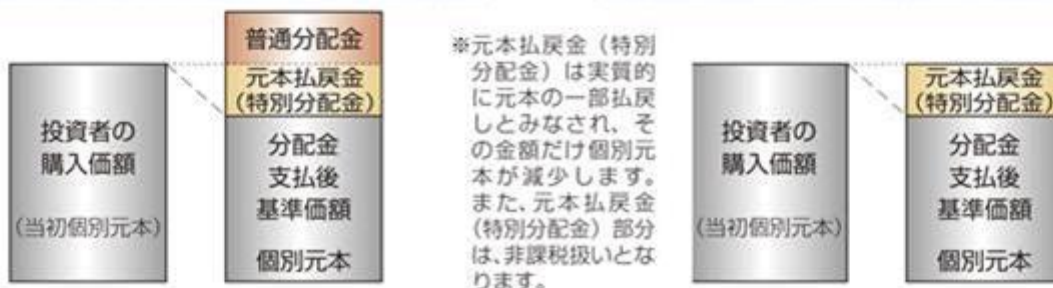 投資者の
購入価額
(当初個別元本)
普通分配金
元本払戻金
(特別分配金)
分配金
支払後
基準価額
個別元本
※元本払戻金(特別
分配金)は実質的
に元本の一部払戻
しとみなされ、そ
の金額だけ個別元
本が減少します。
また、元本払戻金
(特別分配金)部分
は、非課税扱いとな
ります。
投資者の
購入価額
(当初個別元本)
元本払戻金
(特別分配金)
分配金
支払後
基準価額
個別元本